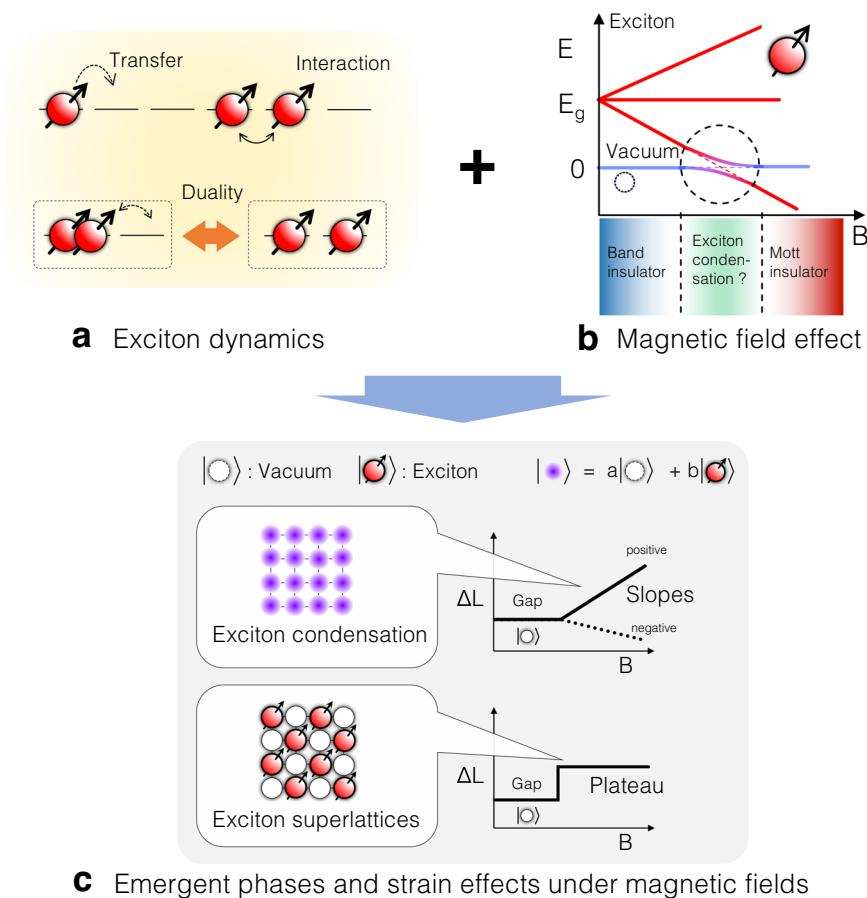 Transfer
Interaction
Duality
a Exciton dynamics
+
Exciton
E
E_g
Vacuum
0
B
Band
insulator
Exciton
conden-
sation ?
Mott
insulator
b Magnetic field effect
| ⟩ : Vacuum | ⟩ : Exciton | ⟩ = a| ⟩ + b| ⟩
Exciton condensation
positive
ΔL
Gap
Slopes
| ⟩
negative
B
Exciton superlattices
ΔL
Gap
Plateau
| ⟩
B
c Emergent phases and strain effects under magnetic fields